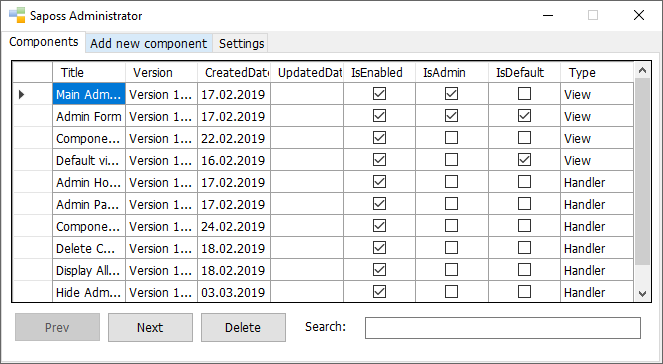 Saposs Administrator
Components Add new component Settings
Title Version CreatedDate UpdatedDat IsEnabled IsAdmin IsDefault Type
Main Adm... Version 1... 17.02.2019 View
Admin Form Version 1... 17.02.2019 View
Compone... Version 1... 22.02.2019 View
Default vi... Version 1... 16.02.2019 View
Admin Ho... Version 1... 17.02.2019 Handler
Admin Pa... Version 1... 17.02.2019 Handler
Compone... Version 1... 24.02.2019 Handler
Delete C... Version 1... 18.02.2019 Handler
Display All... Version 1... 18.02.2019 Handler
Hide Adm... Version 1... 03.03.2019 Handler
Prev Next Delete Search: